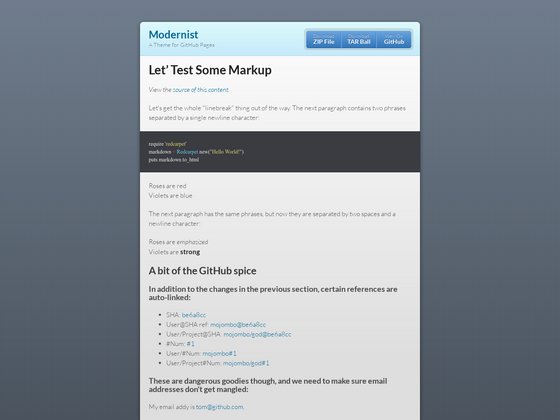 Modernist
A Theme for GitHub Pages
Download
ZIP File
Download
TAR Ball
View On
GitHub
Let' Test Some Markup
View the source of this content.
Let's get the whole "linebreak" thing out of the way. The next paragraph contains two phrases
separated by a single newline character:
require 'redcarpet'
markdown = Redcarpet.new("Hello World!")
puts markdown.to_html
Roses are red
Violets are blue
The next paragraph has the same phrases, but now they are separated by two spaces and a
newline character:
Roses are emphasized
Violets are strong
A bit of the GitHub spice
In addition to the changes in the previous section, certain references are
auto-linked:
SHA: be6a8cc
User@SHA ref: mojombo@be6a8cc
User/Project@SHA: mojombo/god@be6a8cc
#Num: #1
User/#Num: mojombo#1
User/Project#Num: mojombo/god#1
These are dangerous goodies though, and we need to make sure email
addresses don't get mangled:
My email addy is tom@github.com.